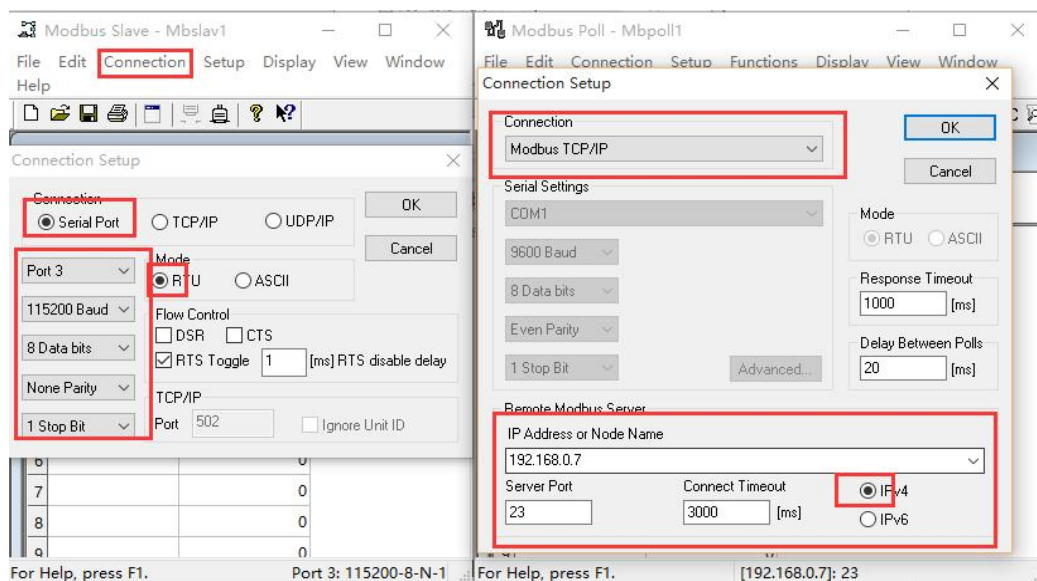 Modbus Slave - Mbslav1
File Edit Connection Setup Display View Window
Help
Connection Setup
Connection
Serial Port TCP/IP UDP/IP
OK
Cancel
Port 3
115200 Baud
8 Data bits
None Parity
1 Stop Bit
Mode
RTU ASCII
Flow Control
DSR CTS
RTS Toggle 1 [ms] RTS disable delay
TCP/IP
Port 502 Ignore Unit ID
6 0
7 0
8 0
9 0
For Help, press F1. Port 3: 115200-8-N-1
Modbus Poll - Mbpoll1
File Edit Connection Setup Functions Display View Window
Connection Setup
Connection
Modbus TCP/IP
OK
Cancel
Serial Settings
COM1
9600 Baud
8 Data bits
Even Parity
1 Stop Bit
Advanced...
Mode
RTU ASCII
Response Timeout
1000 [ms]
Delay Between Polls
20 [ms]
Remote Modbus Server
IP Address or Node Name
192.168.0.7
Server Port
23
Connect Timeout
3000 [ms]
IPv4
IPv6
For Help, press F1. [192.168.0.7]: 23